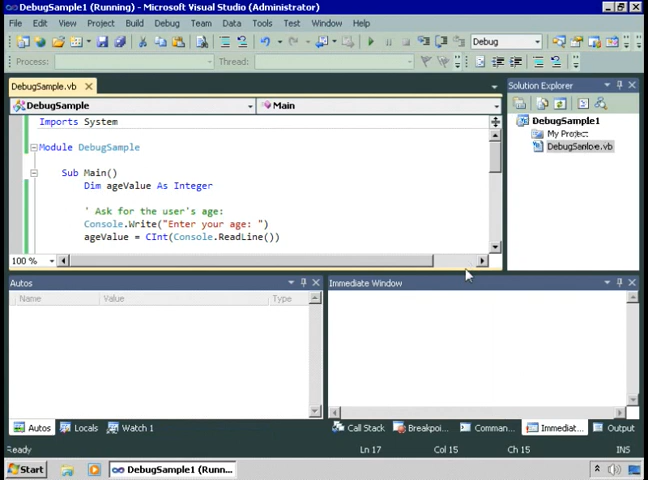 DebugSample1 (Running) - Microsoft Visual Studio (Administrator)
File Edit View Project Build Debug Team Data Tools Test Window Help
Debug
Process: Thread:
DebugSample.vb
DebugSample Main
Imports System
Module DebugSample
Sub Main()
Dim ageValue As Integer
' Ask for the user's age:
Console.Write("Enter your age: ")
ageValue = CInt(Console.ReadLine())
100 %
Solution Explorer
DebugSample1
My Project
DebugSample.vb
Autos
Name Value Type
Immediate Window
Autos Locals Watch 1
Call Stack Breakpoi... Comman... Immediat... Output
Ready Ln 17 Col 15 Ch 15 INS
Start DebugSample1 (Runn...